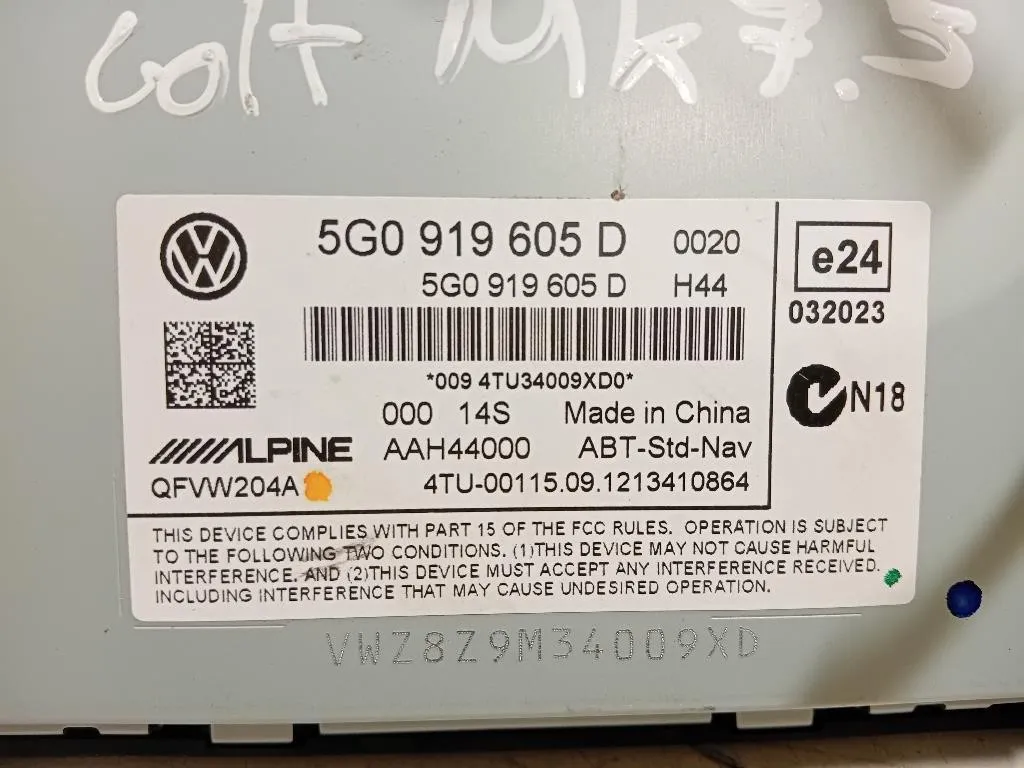 Golf Mk 7.5
5G0 919 605 D 0020
5G0 919 605 D H44
e24
032023
*009 4TU34009XD0*
000 14S Made in China
N18
ALPINE AAH44000 ABT-Std-Nav
QFVW204A 4TU-00115.09.1213410864
THIS DEVICE COMPLIES WITH PART 15 OF THE FCC RULES. OPERATION IS SUBJECT
TO THE FOLLOWING TWO CONDITIONS. (1)THIS DEVICE MAY NOT CAUSE HARMFUL
INTERFERENCE. AND (2)THIS DEVICE MUST ACCEPT ANY INTERFERENCE RECEIVED.
INCLUDING INTERFERENCE THAT MAY CAUSE UNDESIRED OPERATION.
VWZ8Z9M34009XD